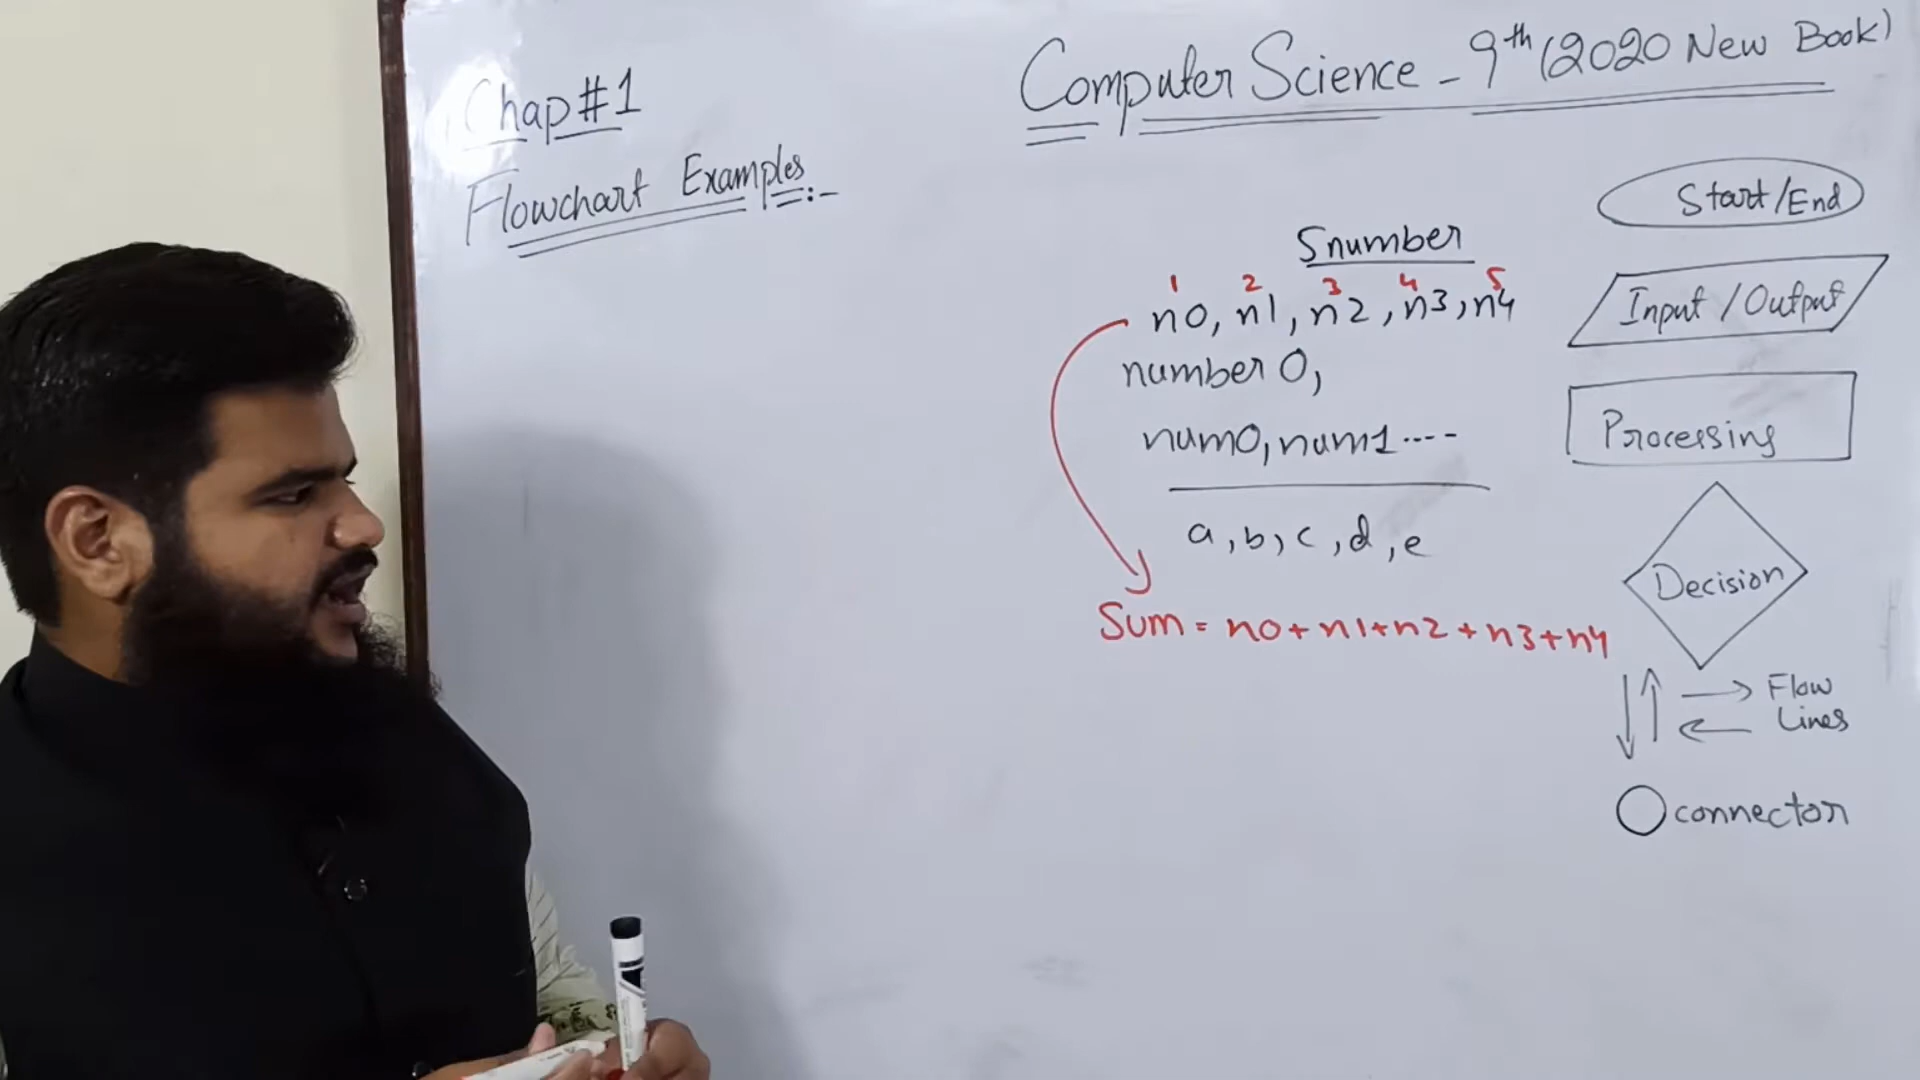 Chap#1
Flowchart Examples:-
Computer Science - 9th (2020 New Book)
5number
1 2 3 4 5
n0, n1, n2, n3, n4
number 0,
num0, num1 ----
a, b, c, d, e
Sum = n0+n1+n2+n3+n4
Start/End
Input/Output
Processing
Decision
Flow
Lines
connector